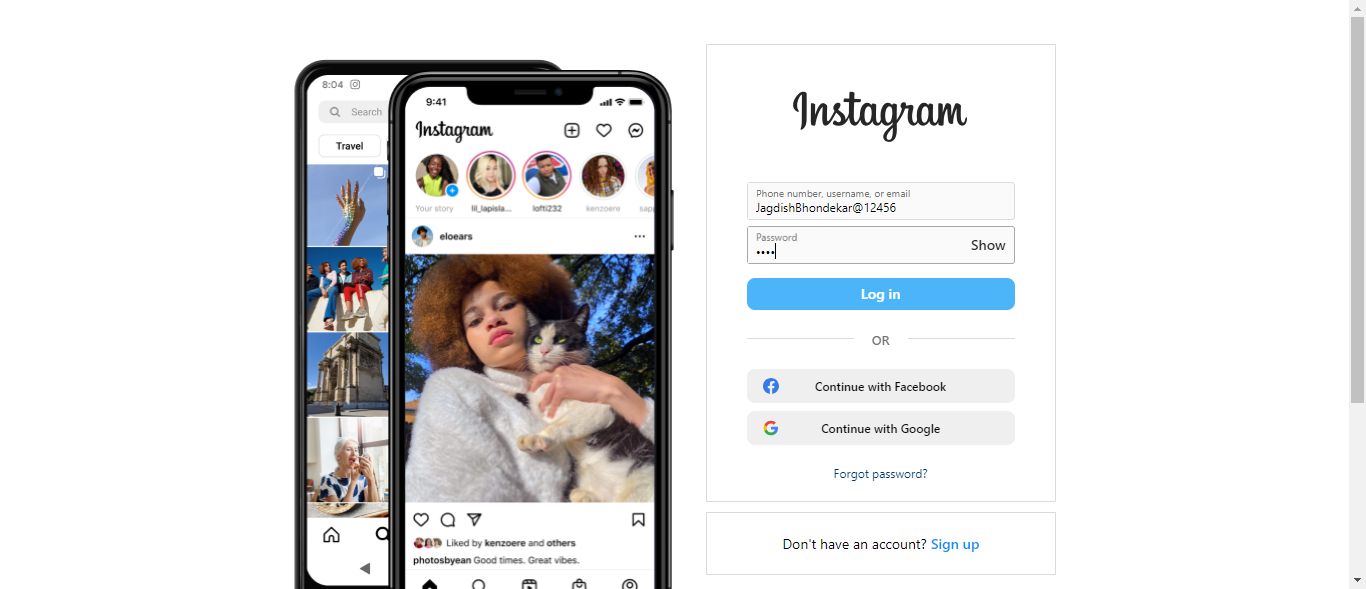 8:04
Search
Travel
9:41
Instagram
Your story
lil_lapisla...
lofti232
kenzoere
sap
eloears
Liked by kenzoere and others
photosbyean Good times. Great vibes.
Instagram
Phone number, username, or email
JagdishBhondekar@12456
Password
••••
Show
Log in
OR
Continue with Facebook
Continue with Google
Forgot password?
Don't have an account? Sign up